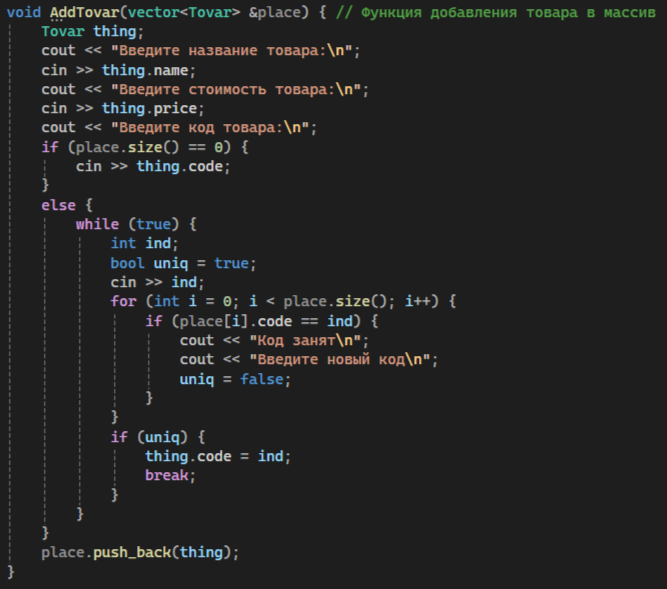 void AddTovar(vector<Tovar> &place) { // Функция добавления товара в массив
    Tovar thing;
    cout << "Введите название товара:\n";
    cin >> thing.name;
    cout << "Введите стоимость товара:\n";
    cin >> thing.price;
    cout << "Введите код товара:\n";
    if (place.size() == 0) {
        cin >> thing.code;
    }
    else {
        while (true) {
            int ind;
            bool uniq = true;
            cin >> ind;
            for (int i = 0; i < place.size(); i++) {
                if (place[i].code == ind) {
                    cout << "Код занят\n";
                    cout << "Введите новый код\n";
                    uniq = false;
                }
            }
            if (uniq) {
                thing.code = ind;
                break;
            }
        }
    }
    place.push_back(thing);
}